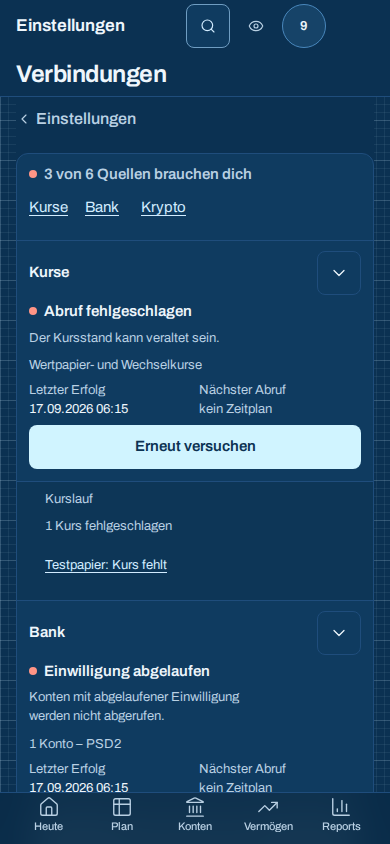 Einstellungen
9
Verbindungen
Einstellungen
3 von 6 Quellen brauchen dich
Kurse Bank Krypto
Kurse
Abruf fehlgeschlagen
Der Kursstand kann veraltet sein.
Wertpapier- und Wechselkurse
Letzter Erfolg Nächster Abruf
17.09.2026 06:15 kein Zeitplan
Erneut versuchen
Kurslauf
1 Kurs fehlgeschlagen
Testpapier: Kurs fehlt
Bank
Einwilligung abgelaufen
Konten mit abgelaufener Einwilligung
werden nicht abgerufen.
1 Konto – PSD2
Letzter Erfolg Nächster Abruf
17.09.2026 06:15 kein Zeitplan
Heute Plan Konten Vermögen Reports